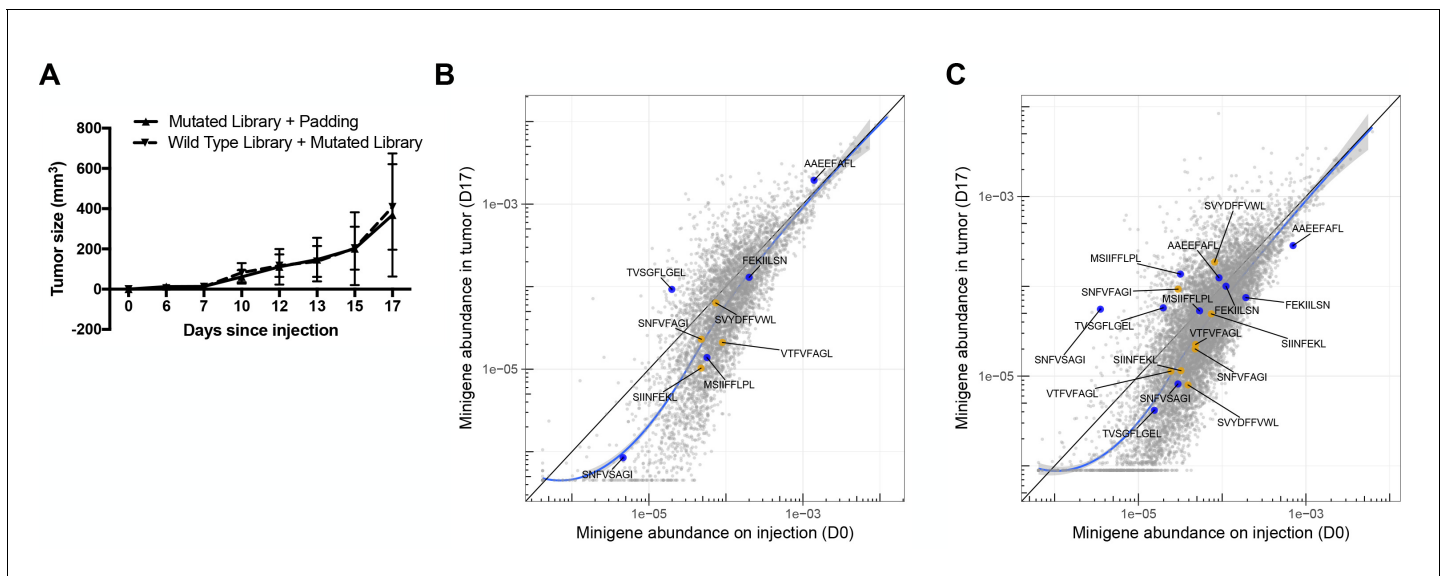 A
B
C
Mutated Library + Padding
Wild Type Library + Mutated Library
Tumor size (mm3)
800
600
400
200
0
-200
0 6 7 10 12 13 15 17
Days since injection
Minigene abundance in tumor (D17)
1e−03
1e−05
AAEEFAFL
FEKIILSN
TVSGFLGEL
SNFVFAGI
SVYDFFVWL
VTFVFAGL
MSIIFFLPL
SIINFEKL
SNFVSAGI
1e−05 1e−03
Minigene abundance on injection (D0)
Minigene abundance in tumor (D17)
1e−03
1e−05
SVYDFFVWL
AAEEFAFL
AAEEFAFL
MSIIFFLPL
SNFVFAGI
MSIIFFLPL
FEKIILSN
FEKIILSN
TVSGFLGEL
VTFVFAGL
SIINFEKL
SNFVSAGI
SIINFEKL
SNFVFAGI
VTFVFAGL
SNFVSAGI
SVYDFFVWL
TVSGFLGEL
1e−05 1e−03
Minigene abundance on injection (D0)